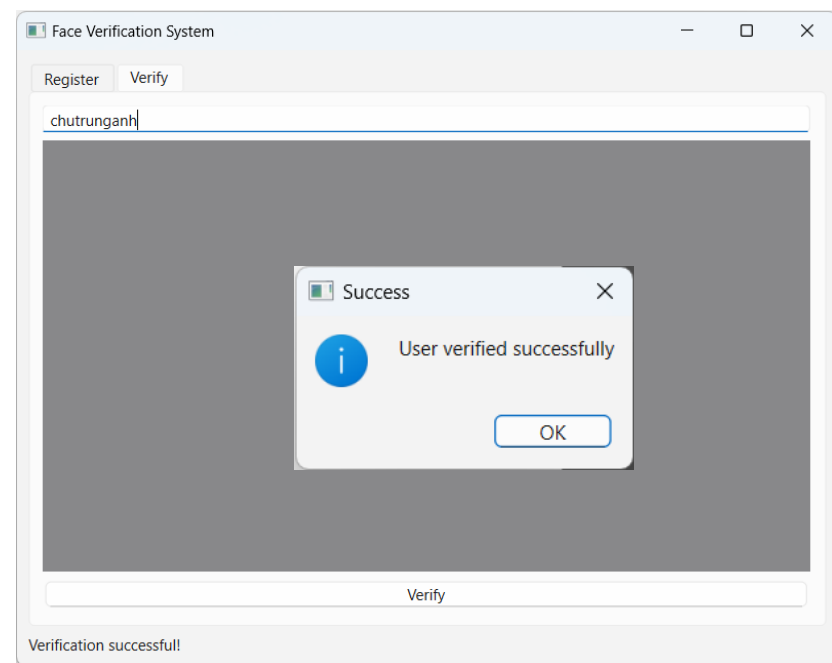 Face Verification System
Register Verify
chutrunganh
Success
User verified successfully
OK
Verify
Verification successful!